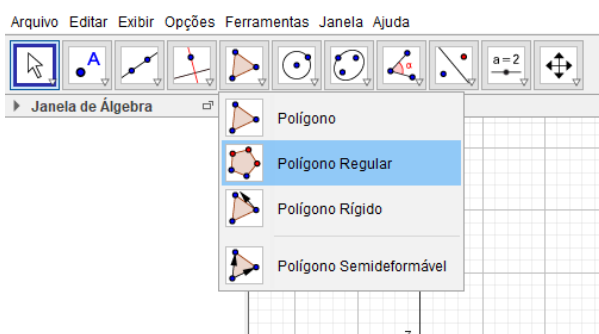 Arquivo Editar Exibir Opções Ferramentas Janela Ajuda
A
α
a = 2
Janela de Álgebra
Polígono
Polígono Regular
Polígono Rígido
Polígono Semideformável